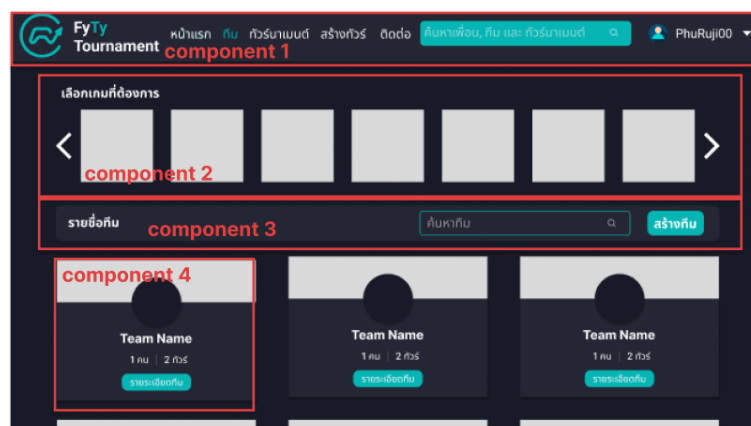 FyTy
Tournament
หน้าแรก ทีม ทัวร์นาเมนต์ สร้างทัวร์ ติดต่อ
ค้นหาเพื่อน, ทีม และ ทัวร์นาเมนต์
PhuRuji00
component 1
เลือกเกมที่ต้องการ
component 2
รายชื่อทีม
ค้นหาทีม
สร้างทีม
component 3
component 4
Team Name
1 คน | 2 ทัวร์
รายระเอียดทีม
Team Name
1 คน | 2 ทัวร์
รายระเอียดทีม
Team Name
1 คน | 2 ทัวร์
รายระเอียดทีม